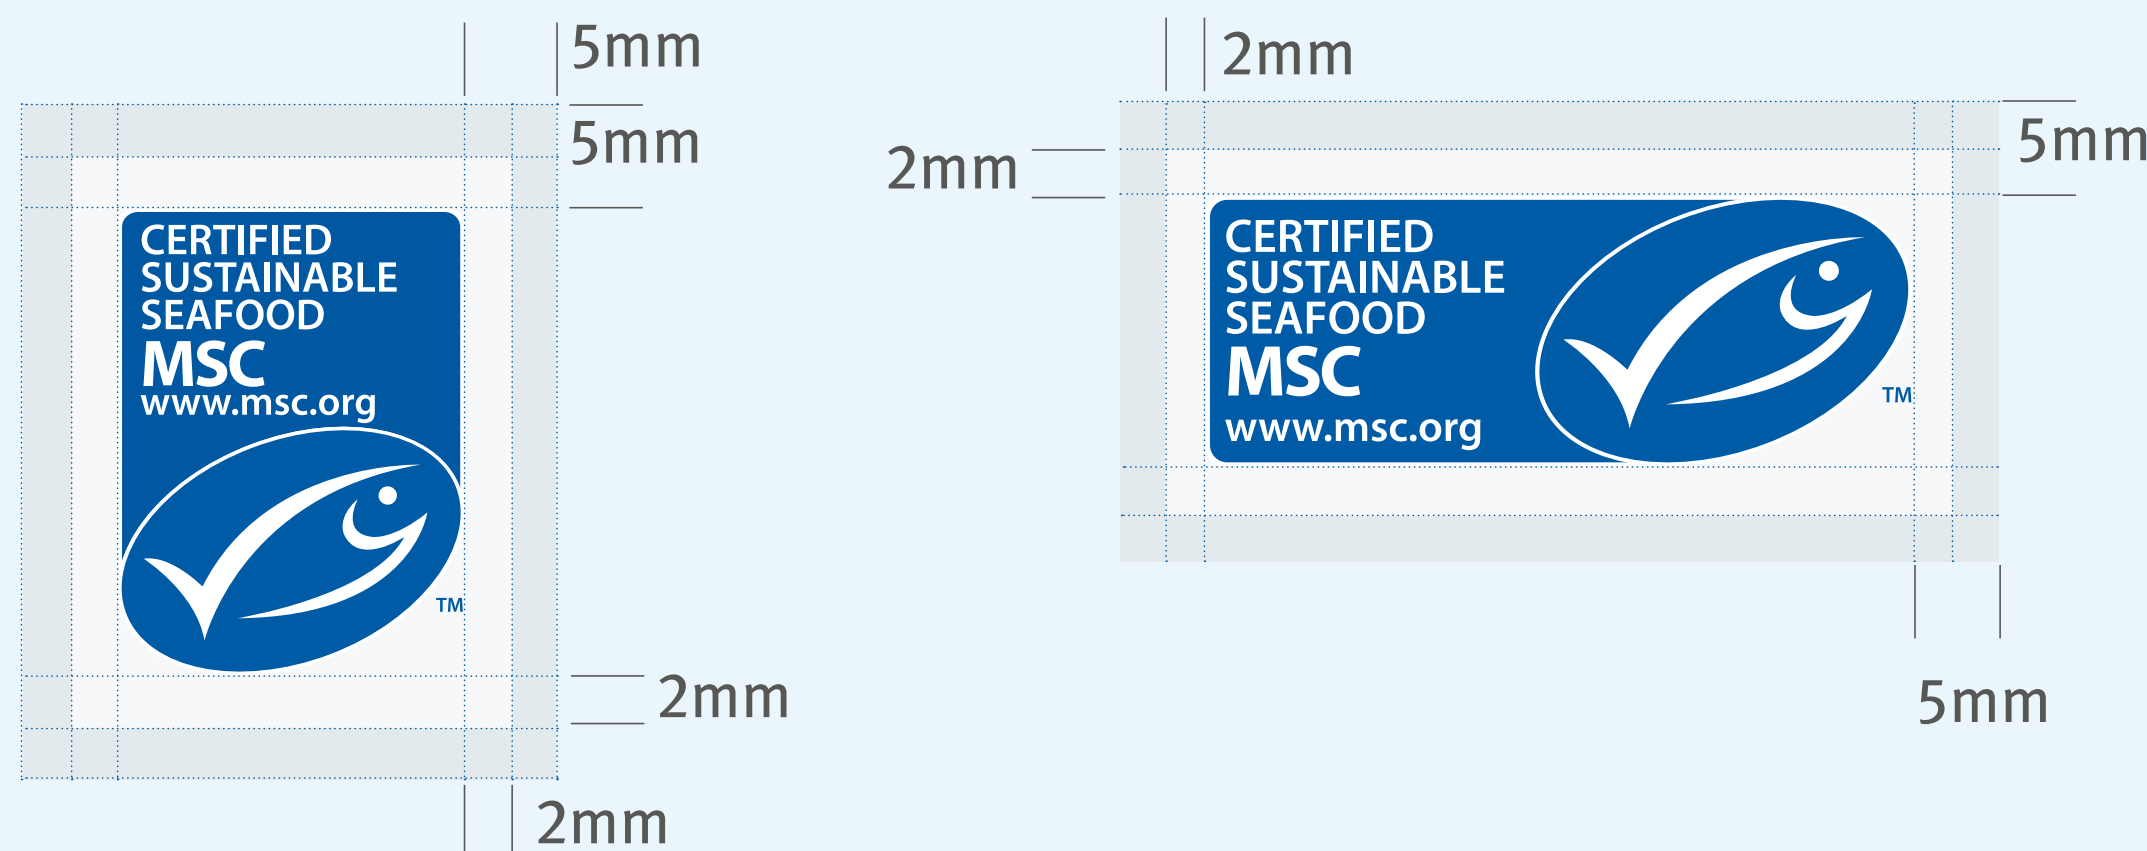 5mm
5mm
CERTIFIED
SUSTAINABLE
SEAFOOD
MSC
www.msc.org
TM
2mm
2mm
2mm
5mm
2mm
CERTIFIED
SUSTAINABLE
SEAFOOD
MSC
www.msc.org
TM
5mm